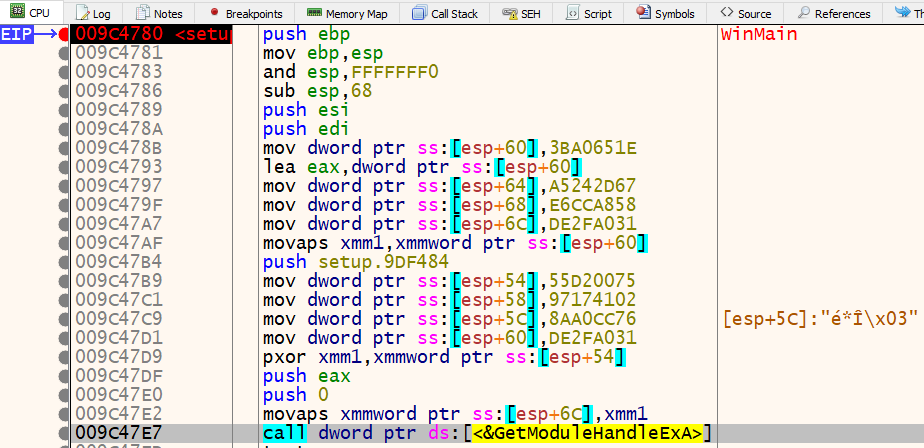 CPU Log Notes Breakpoints Memory Map Call Stack SEH Script Symbols Source References Th
EIP 009C4780 <setu push ebp WinMain
009C4781 mov ebp,esp
009C4783 and esp,FFFFFFF0
009C4786 sub esp,68
009C4789 push esi
009C478A push edi
009C478B mov dword ptr ss:[esp+60],3BA0651E
009C4793 lea eax,dword ptr ss:[esp+60]
009C4797 mov dword ptr ss:[esp+64],A5242D67
009C479F mov dword ptr ss:[esp+68],E6CCA858
009C47A7 mov dword ptr ss:[esp+6C],DE2FA031
009C47AF movaps xmm1,xmmword ptr ss:[esp+60]
009C47B4 push setup.9DF484
009C47B9 mov dword ptr ss:[esp+54],55D20075
009C47C1 mov dword ptr ss:[esp+58],97174102
009C47C9 mov dword ptr ss:[esp+5C],8AA0CC76 [esp+5C]:"é*Î\x03"
009C47D1 mov dword ptr ss:[esp+60],DE2FA031
009C47D9 pxor xmm1,xmmword ptr ss:[esp+54]
009C47DF push eax
009C47E0 push 0
009C47E2 movaps xmmword ptr ss:[esp+6C],xmm1
009C47E7 call dword ptr ds:[<&GetModuleHandleExA>]